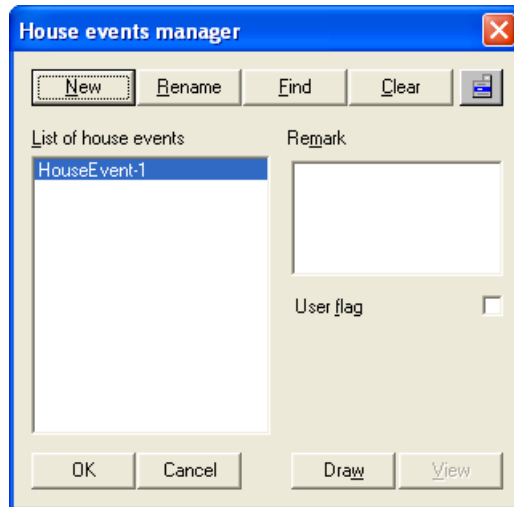 House events manager
New Rename Find Clear
List of house events Remark
HouseEvent-1
User flag
OK Cancel Draw View